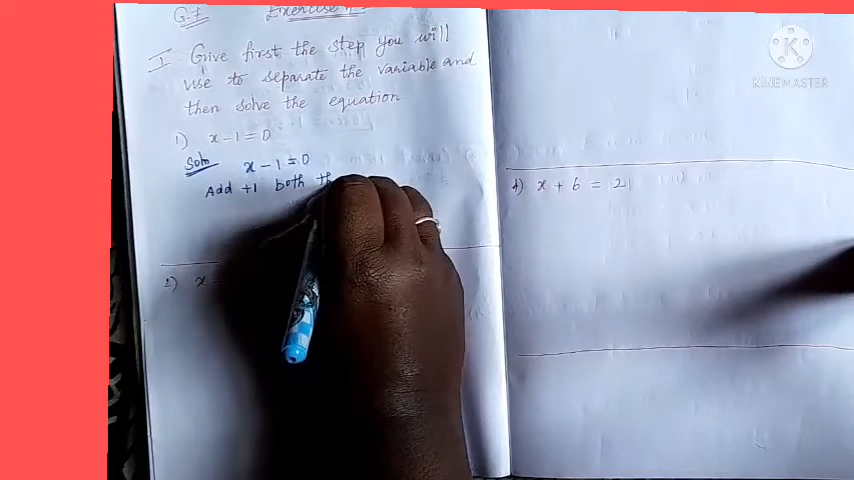 Exercise
I. Give first the step you will
use to separate the variable and
then solve the equation.
1) x - 1 = 0
Soln x - 1 = 0
Add +1 both th
2) x
4) x + 6 = 2
K
KINEMASTER